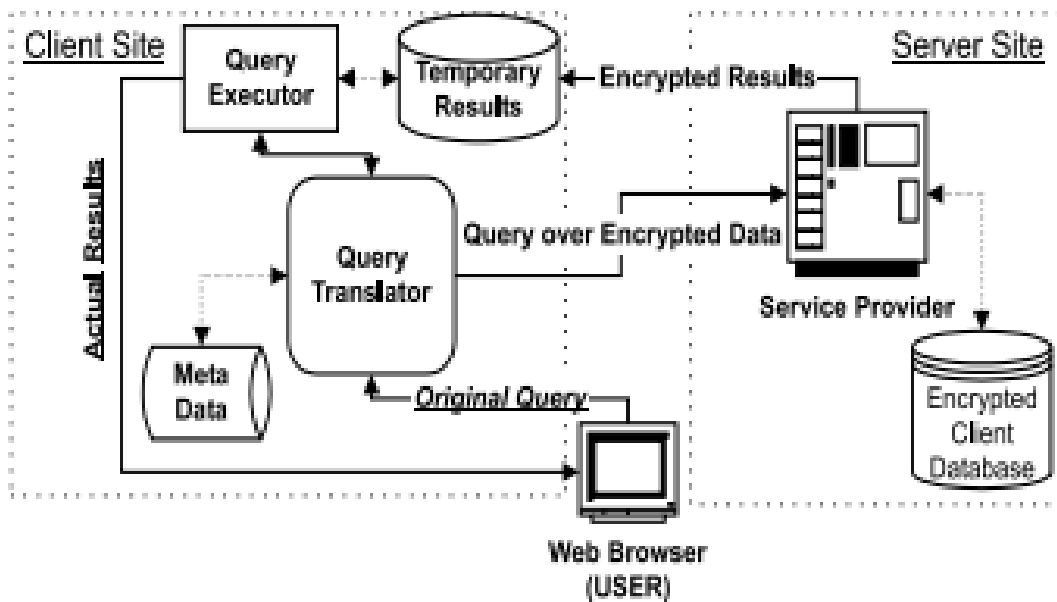 Client Site
Server Site
Query
Executor
Temporary
Results
Encrypted Results
Actual Results
Query
Translator
Query over Encrypted Data
Service Provider
Meta
Data
Original Query
Encrypted
Client
Database
Web Browser
(USER)